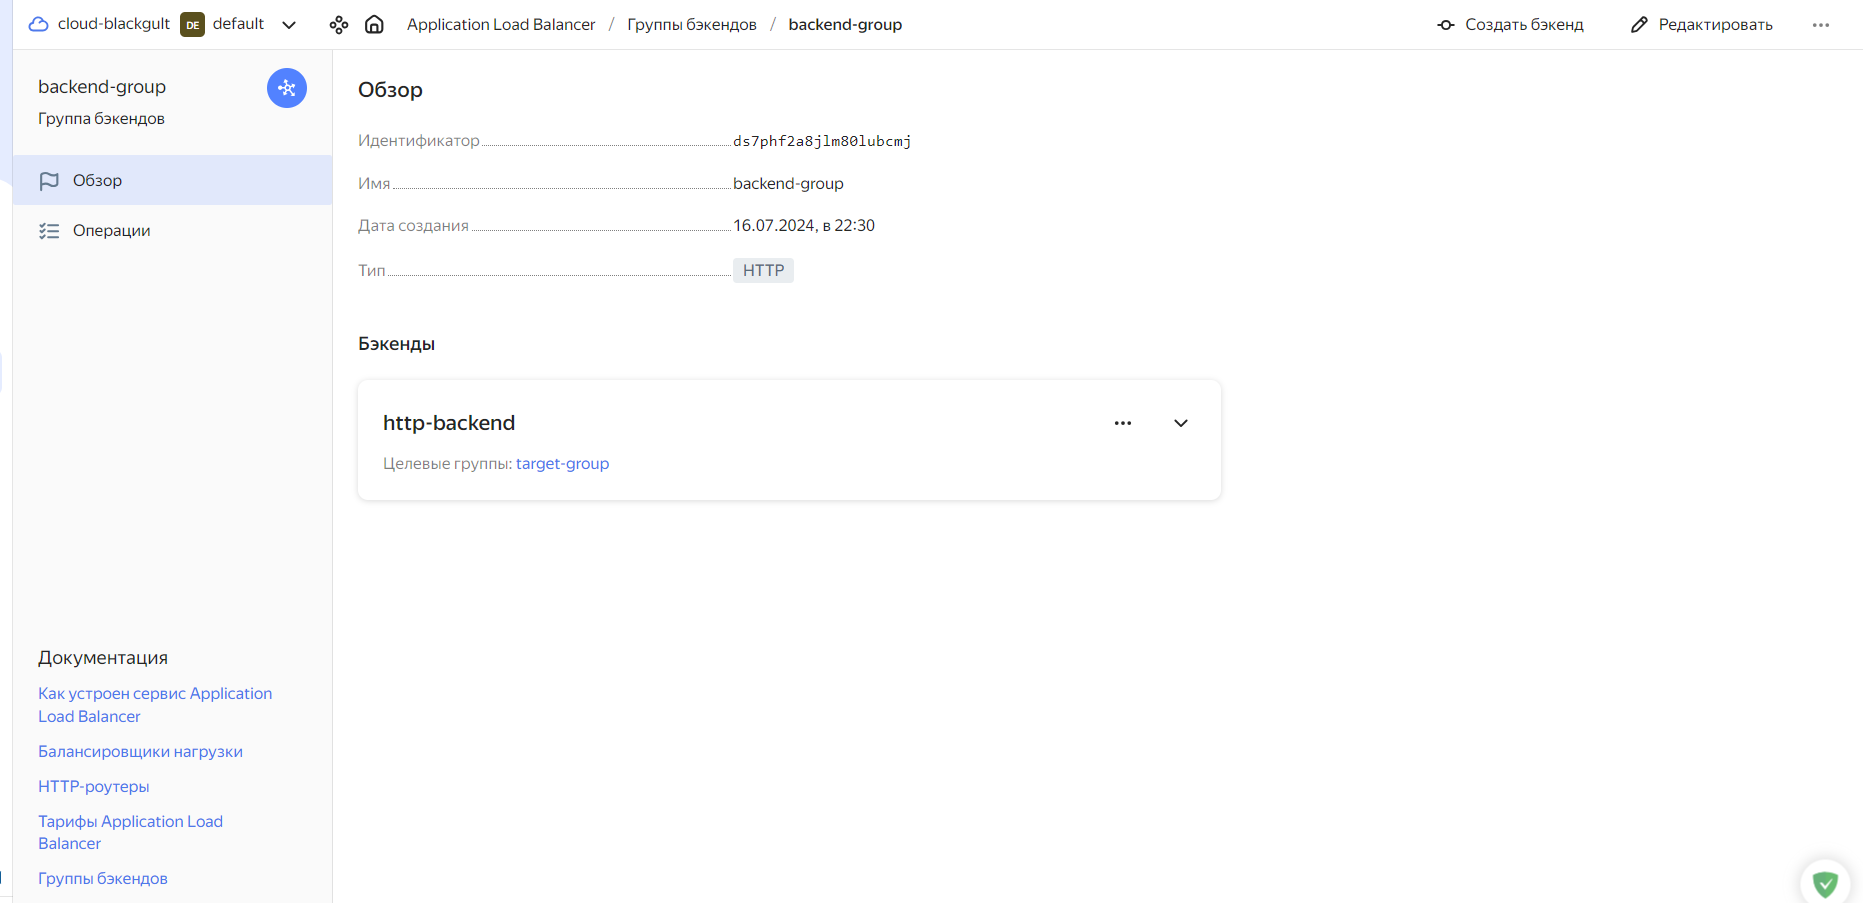 cloud-blackgult DE default Application Load Balancer / Группы бэкендов / backend-group Создать бэкенд Редактировать
backend-group
Группа бэкендов
Обзор
Операции
Документация
Как устроен сервис Application
Load Balancer
Балансировщики нагрузки
HTTP-роутеры
Тарифы Application Load
Balancer
Группы бэкендов
Обзор
Идентификатор ds7phf2a8jlm80lubcmj
Имя backend-group
Дата создания 16.07.2024, в 22:30
Тип HTTP
Бэкенды
http-backend
Целевые группы: target-group